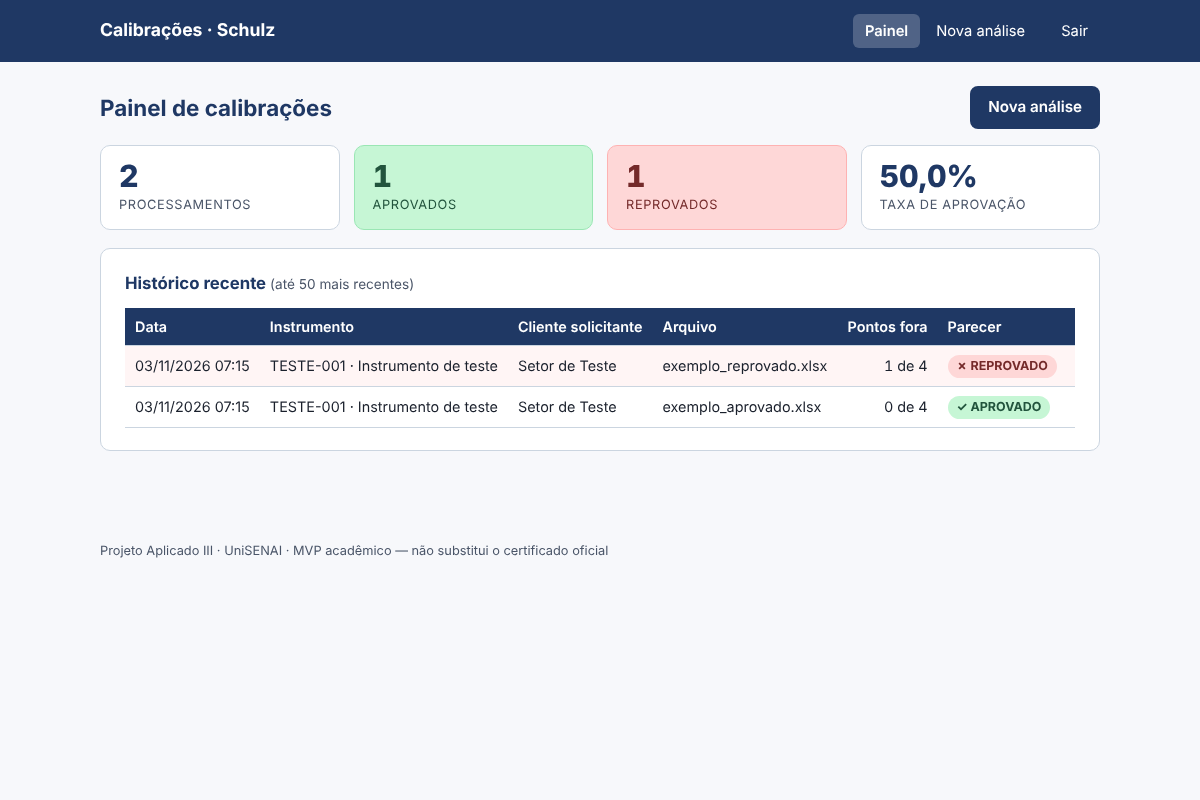 Calibrações · Schulz
Painel Nova análise Sair
Painel de calibrações
Nova análise
2
PROCESSAMENTOS
1
APROVADOS
1
REPROVADOS
50,0%
TAXA DE APROVAÇÃO
Histórico recente (até 50 mais recentes)
Data Instrumento Cliente solicitante Arquivo Pontos fora Parecer
03/11/2026 07:15 TESTE-001 · Instrumento de teste Setor de Teste exemplo_reprovado.xlsx 1 de 4 × REPROVADO
03/11/2026 07:15 TESTE-001 · Instrumento de teste Setor de Teste exemplo_aprovado.xlsx 0 de 4 ✓ APROVADO
Projeto Aplicado III · UniSENAI · MVP acadêmico — não substitui o certificado oficial